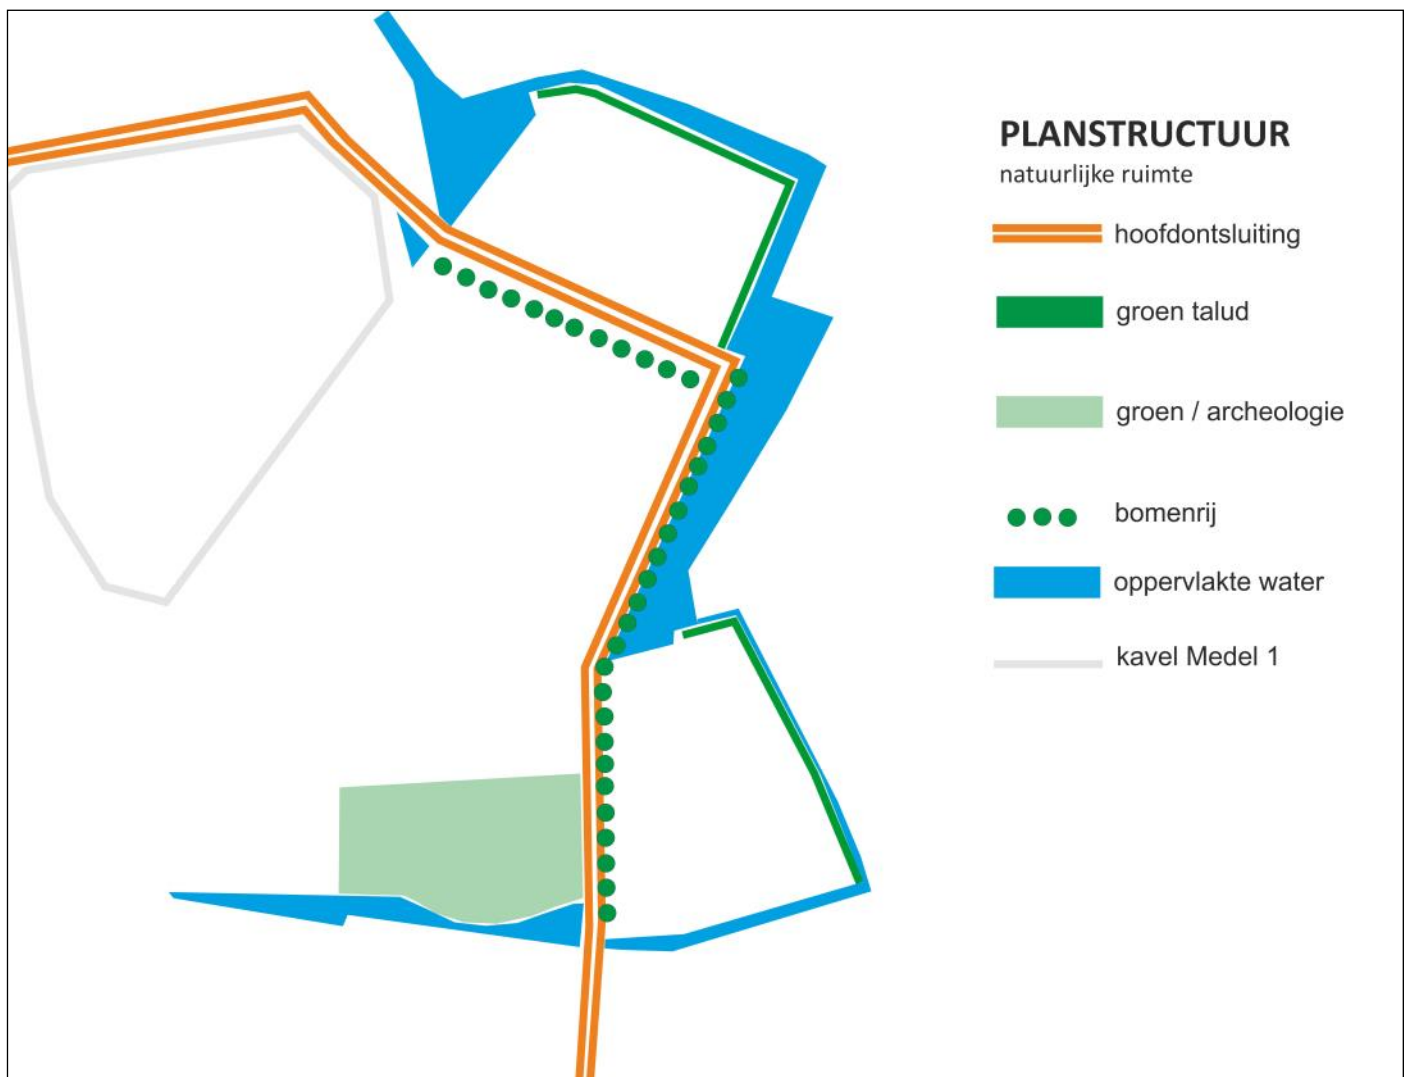 PLANSTRUCTUUR
natuurlijke ruimte
hoofdontsluiting
groen talud
groen / archeologie
bomenrij
oppervlakte water
kavel Medel 1